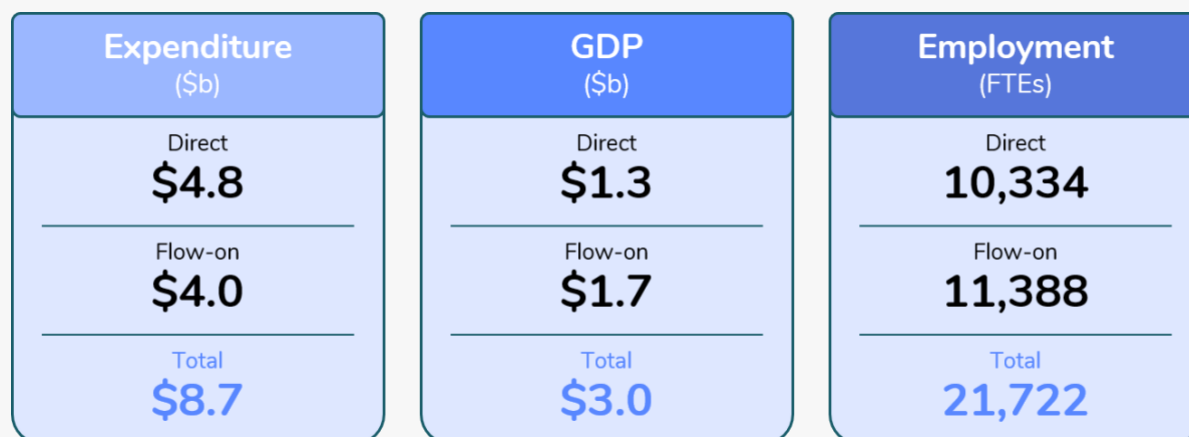 Expenditure
($b)
Direct
$4.8
Flow-on
$4.0
Total
$8.7
GDP
($b)
Direct
$1.3
Flow-on
$1.7
Total
$3.0
Employment
(FTEs)
Direct
10,334
Flow-on
11,388
Total
21,722